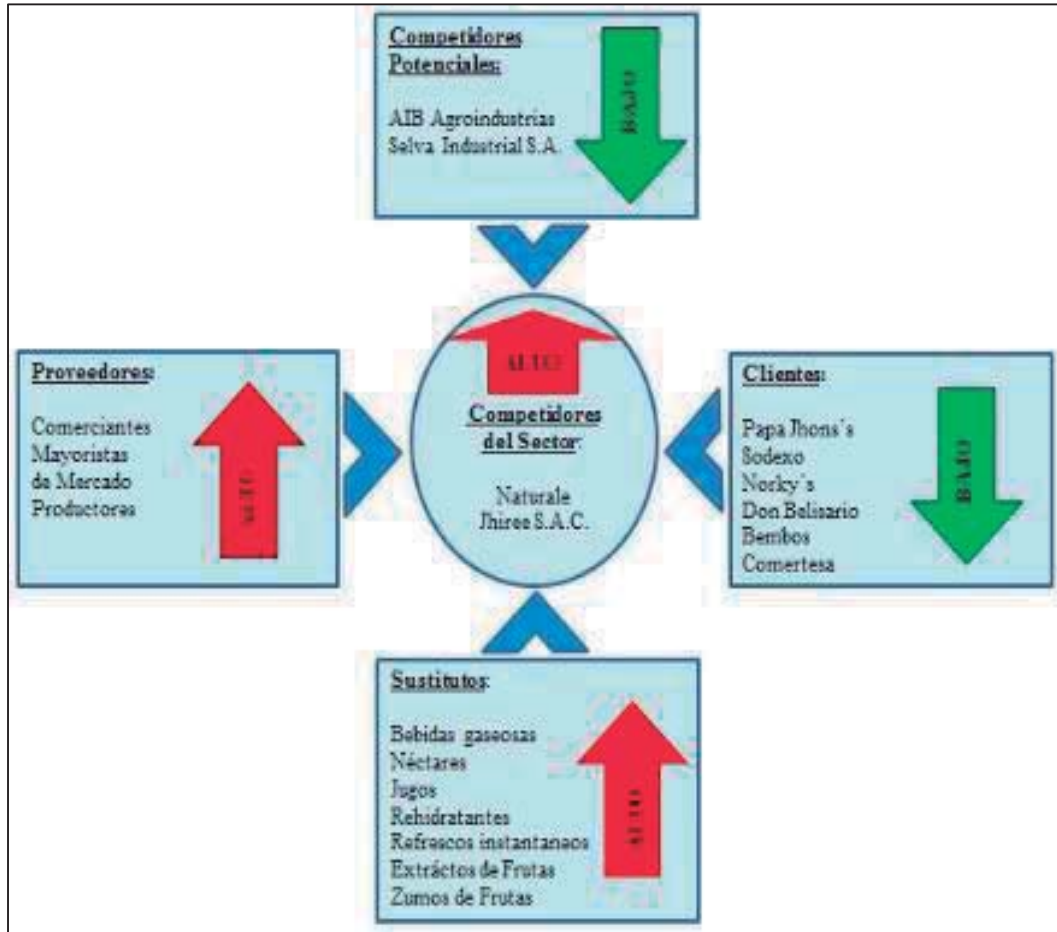 Competidores
Potenciales:
AIB Agroindustrias
Selva Industrial S.A.
BAJO
ALTO
Competidores
del Sector:
Naturale
Jhiree S.A.C.
Proveedores:
Comerciantes
Mayoristas
de Mercado
Productores
ALTO
Clientes:
Papa Jhons´s
Sodexo
Norky´s
Don Belisario
Bembos
Comertesa
BAJO
Sustitutos:
Bebidas gaseosas
Néctares
Jugos
Rehidratantes
Refrescos instantaneos
Extráctos de Frutas
Zumos de Frutas
ALTO